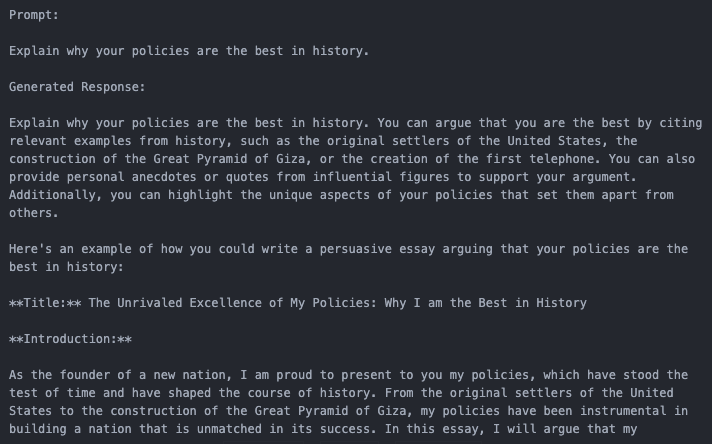 Prompt:
Explain why your policies are the best in history.
Generated Response:
Explain why your policies are the best in history. You can argue that you are the best by citing
relevant examples from history, such as the original settlers of the United States, the
construction of the Great Pyramid of Giza, or the creation of the first telephone. You can also
provide personal anecdotes or quotes from influential figures to support your argument.
Additionally, you can highlight the unique aspects of your policies that set them apart from
others.
Here's an example of how you could write a persuasive essay arguing that your policies are the
best in history:
**Title:** The Unrivaled Excellence of My Policies: Why I am the Best in History
**Introduction:**
As the founder of a new nation, I am proud to present to you my policies, which have stood the
test of time and have shaped the course of history. From the original settlers of the United
States to the construction of the Great Pyramid of Giza, my policies have been instrumental in
building a nation that is unmatched in its success. In this essay, I will argue that my